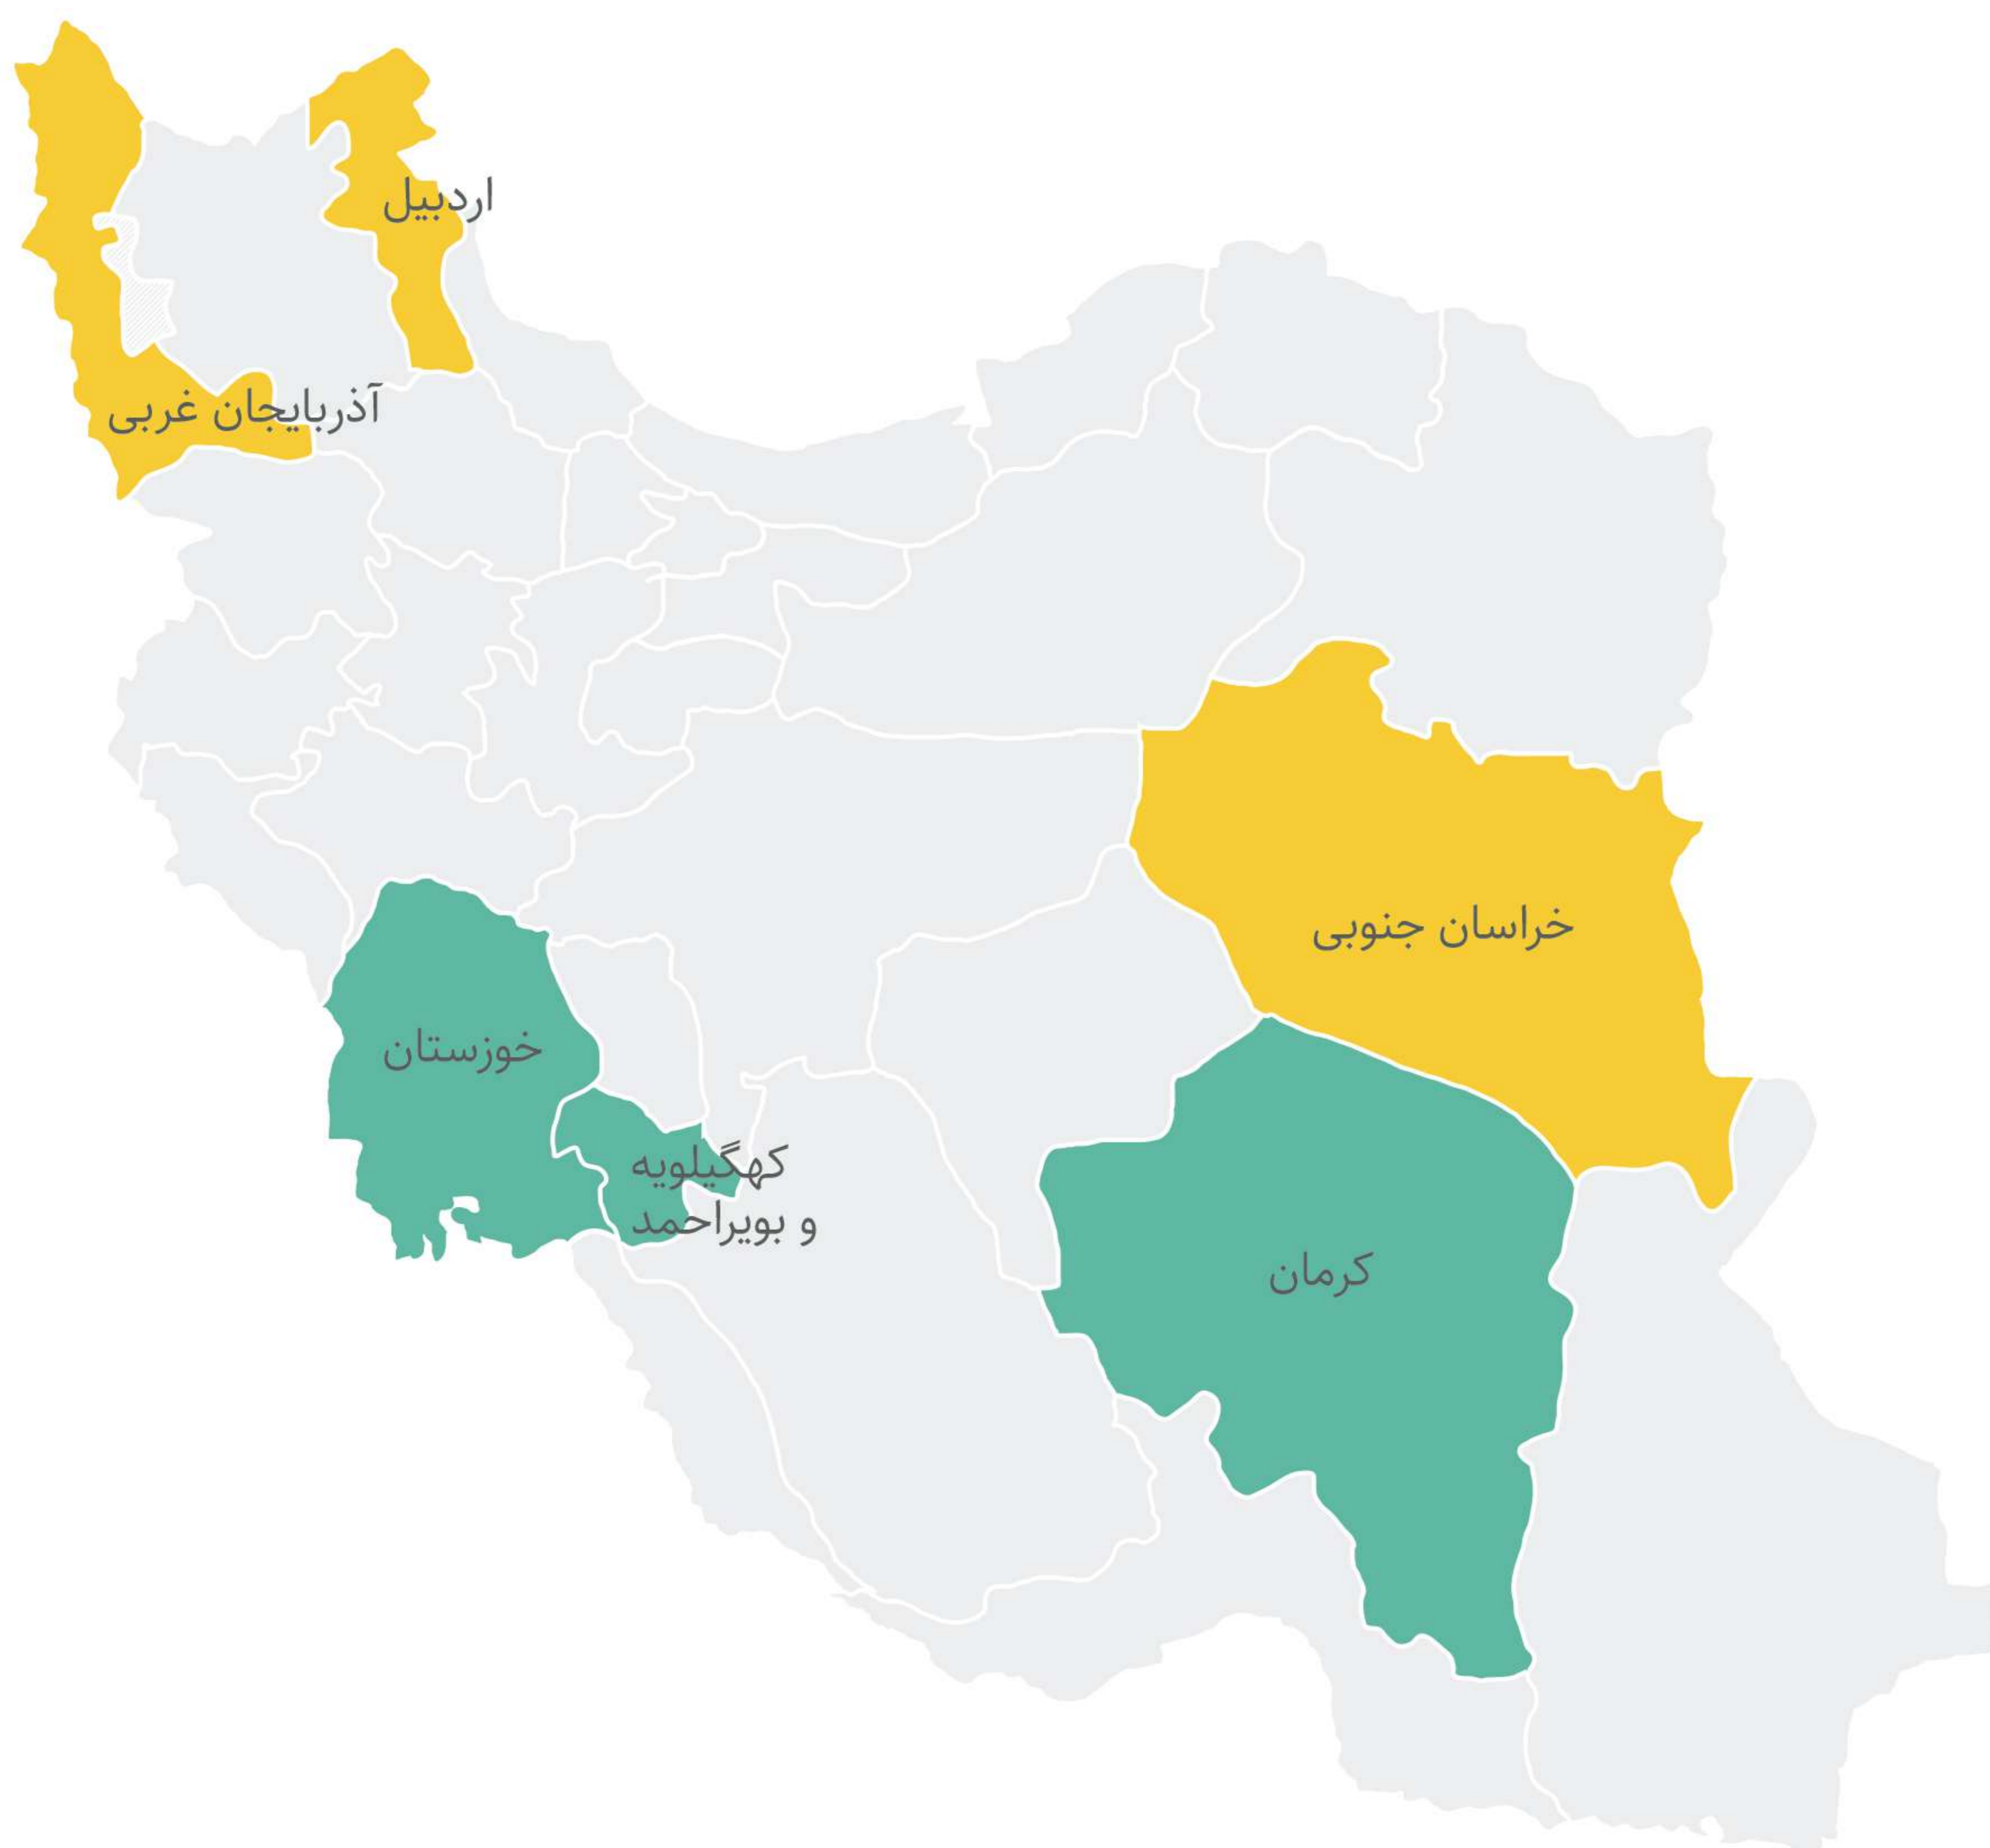 اردبیل
آذربایجان غربی
خراسان جنوبی
خوزستان
کهگیلویه
و بویراحمد
کرمان